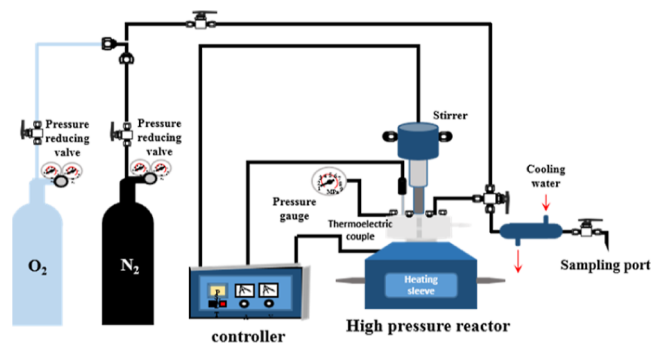 Pressure
reducing
valve
Pressure
reducing
valve
Stirrer
Cooling
water
Pressure
gauge
Thermoelectric
couple
O₂
N₂
Sampling port
Heating
sleeve
controller
High pressure reactor